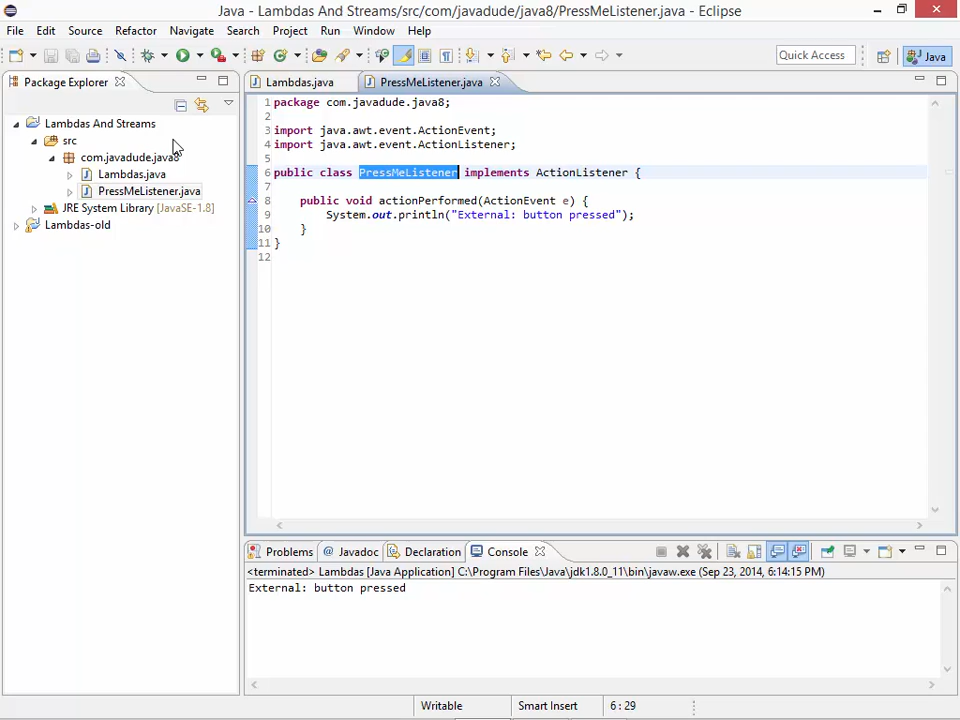 Java - Lambdas And Streams/src/com/javadude/java8/PressMeListener.java - Eclipse
File Edit Source Refactor Navigate Search Project Run Window Help
Quick Access Java
Package Explorer
Lambdas.java PressMeListener.java
Lambdas And Streams
src
com.javadude.java8
Lambdas.java
PressMeListener.java
JRE System Library [JavaSE-1.8]
Lambdas-old
1 package com.javadude.java8;
2
3 import java.awt.event.ActionEvent;
4 import java.awt.event.ActionListener;
5
6 public class PressMeListener implements ActionListener {
7
8 public void actionPerformed(ActionEvent e) {
9 System.out.println("External: button pressed");
10 }
11 }
12
Problems @ Javadoc Declaration Console
<terminated> Lambdas [Java Application] C:\Program Files\Java\jdk1.8.0_11\bin\javaw.exe (Sep 23, 2014, 6:14:15 PM)
External: button pressed
Writable Smart Insert 6 : 29